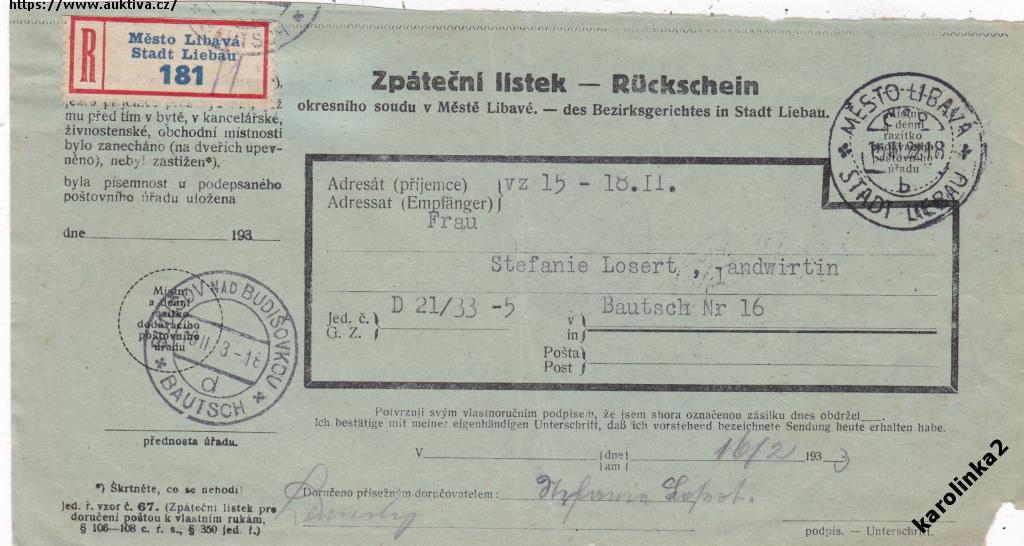 https://www.auktiva.cz/
R
Město Libavá
Stadt Liebau
181
mu před tím v bytě, v kancelářské,
živnostenské, obchodní místnosti
bylo zanecháno (na dveřích upev-
něno), nebyl zastižen*),
byla písemnost u podepsaného
poštovního úřadu uložena
dne 193
Místní
a denní
razítko
dodávacího
poštovního
úřadu
BUDIŠOV NAD BUDIŠOVKOU
BAUTSCH
d
přednosta úřadu.
*) Škrtněte, co se nehodí!
Jed. ř. vzor č. 67. (Zpáteční lístek pro
doručení poštou k vlastním rukám,
§ 106—108 c. ř. s., § 350 jed. ř.)
Zpáteční lístek — Rückschein
okresního soudu v Městě Libavé. — des Bezirksgerichtes in Stadt Liebau.
MĚSTO LIBAVÁ
STADT LIEBAU
b
Místní
a denní
razítko
podacího
poštovního
úřadu
Adresát (příjemce) vz 15 - 18.II.
Adressat (Empfänger)
Frau
Stefanie Losert , landwirtin
Jed. č. D 21/33 -5 v Bautsch Nr 16
G. Z. in
Pošta
Post
Potvrzuji svým vlastnoručním podpisem, že jsem shora označenou zásilku dnes obdržel
Ich bestätige mit meiner eigenhändigen Unterschrift, daß ich vorstehend bezeichnete Sendung heute erhalten habe.
V dne 16/2 1933
am
Doručeno přísežným doručovatelem: Stefanie Losert.
podpis. - Unterschrift.
karolinka2